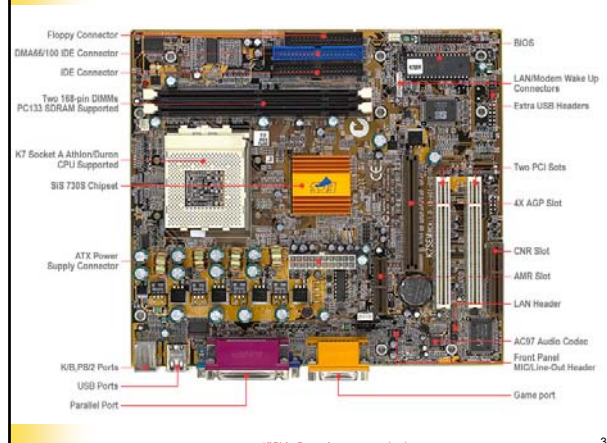 Floppy Connector
DMA66/100 IDE Connector
IDE Connector
Two 168-pin DIMMs
PC133 SDRAM Supported
K7 Socket A Athlon/Duron
CPU Supported
SiS 730S Chipset
ATX Power
Supply Connector
K/B,PS/2 Ports
USB Ports
Parallel Port
BIOS
LAN/Modem Wake Up
Connectors
Extra USB Headers
Two PCI Sots
4X AGP Slot
CNR Slot
AMR Slot
LAN Header
AC97 Audio Codec
Front Panel
MIC/Line-Out Header
Game port
K7SEM
CE
3